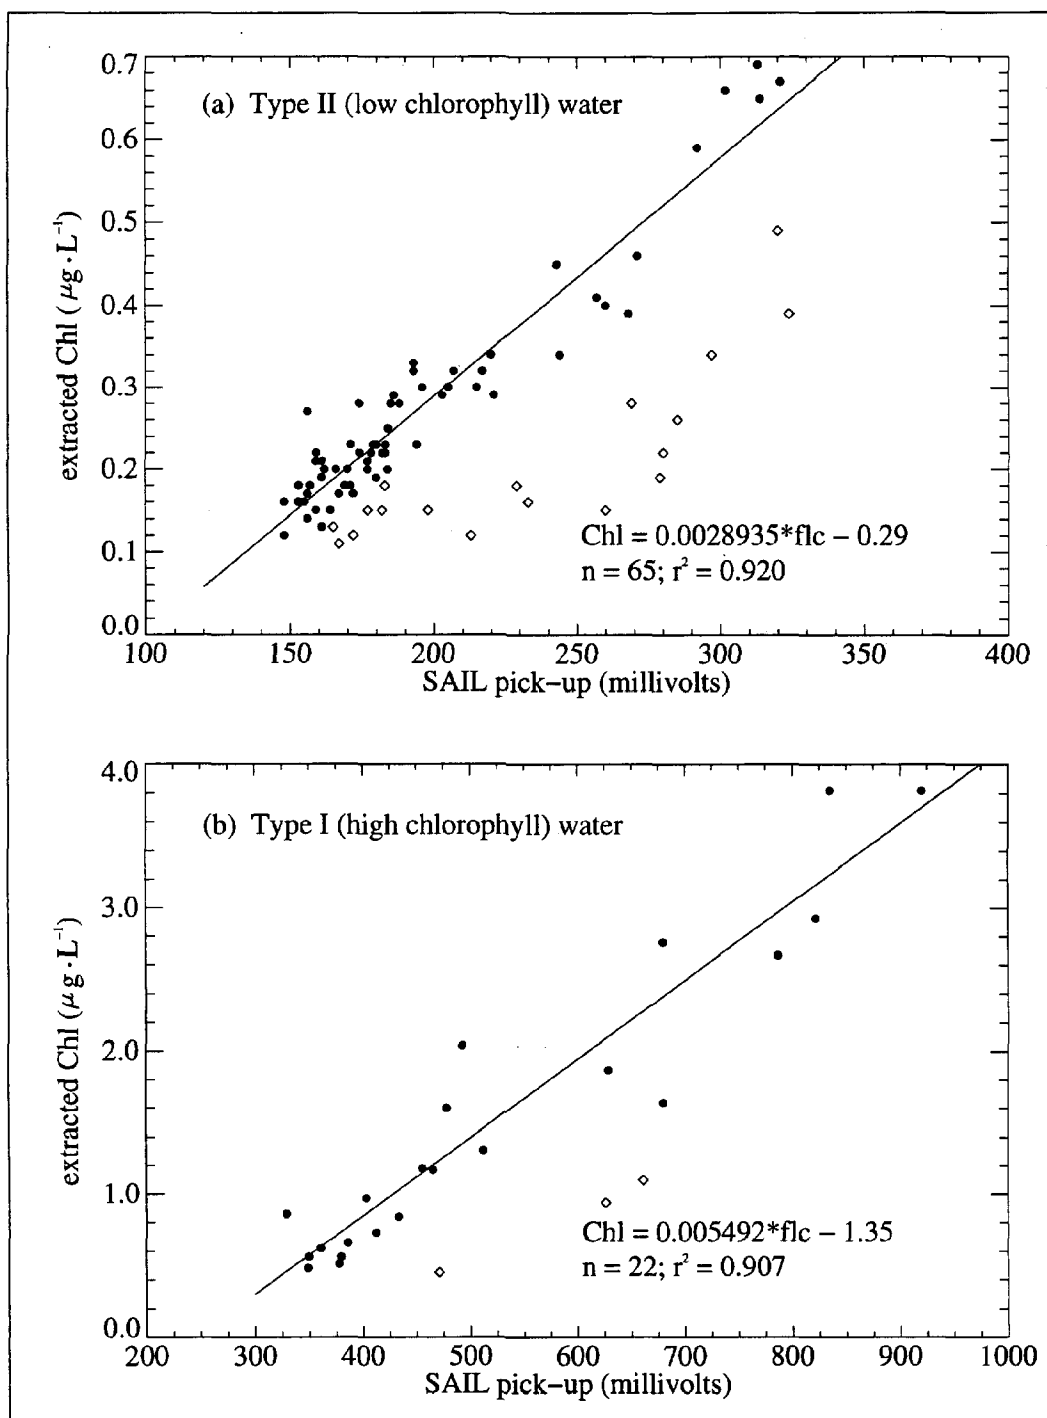 (a) Type II (low chlorophyll) water
0.7
0.6
0.5
0.4
0.3
0.2
0.1
0.0
extracted Chl (μg·L⁻¹)
Chl = 0.0028935*flc − 0.29
n = 65; r² = 0.920
100 150 200 250 300 350 400
SAIL pick−up (millivolts)
(b) Type I (high chlorophyll) water
4.0
3.0
2.0
1.0
0.0
extracted Chl (μg·L⁻¹)
Chl = 0.005492*flc − 1.35
n = 22; r² = 0.907
200 300 400 500 600 700 800 900 1000
SAIL pick−up (millivolts)